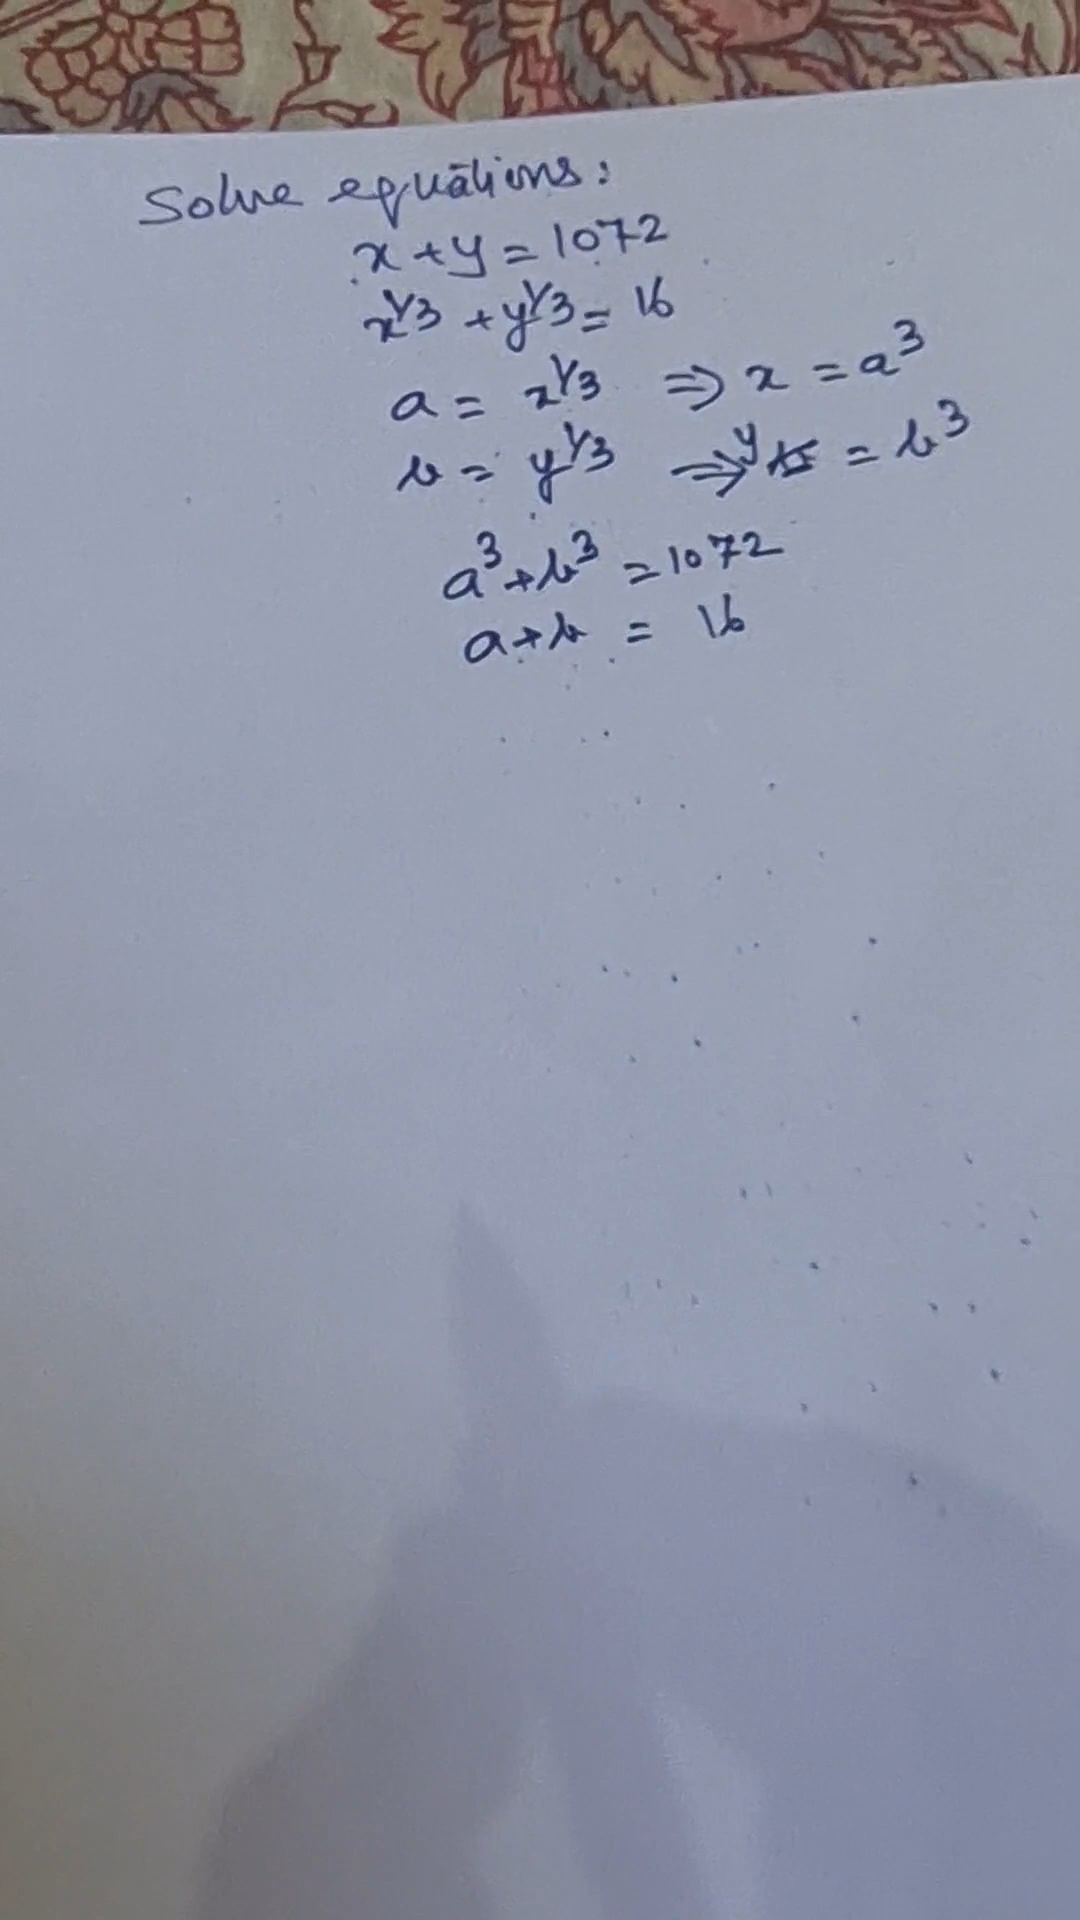 Solve equations:
x + y = 1072
x^1/3 + y^1/3 = 16
a = x^1/3 ⇒ x = a^3
b = y^1/3 ⇒ y = b^3
a^3 + b^3 = 1072
a + b = 16